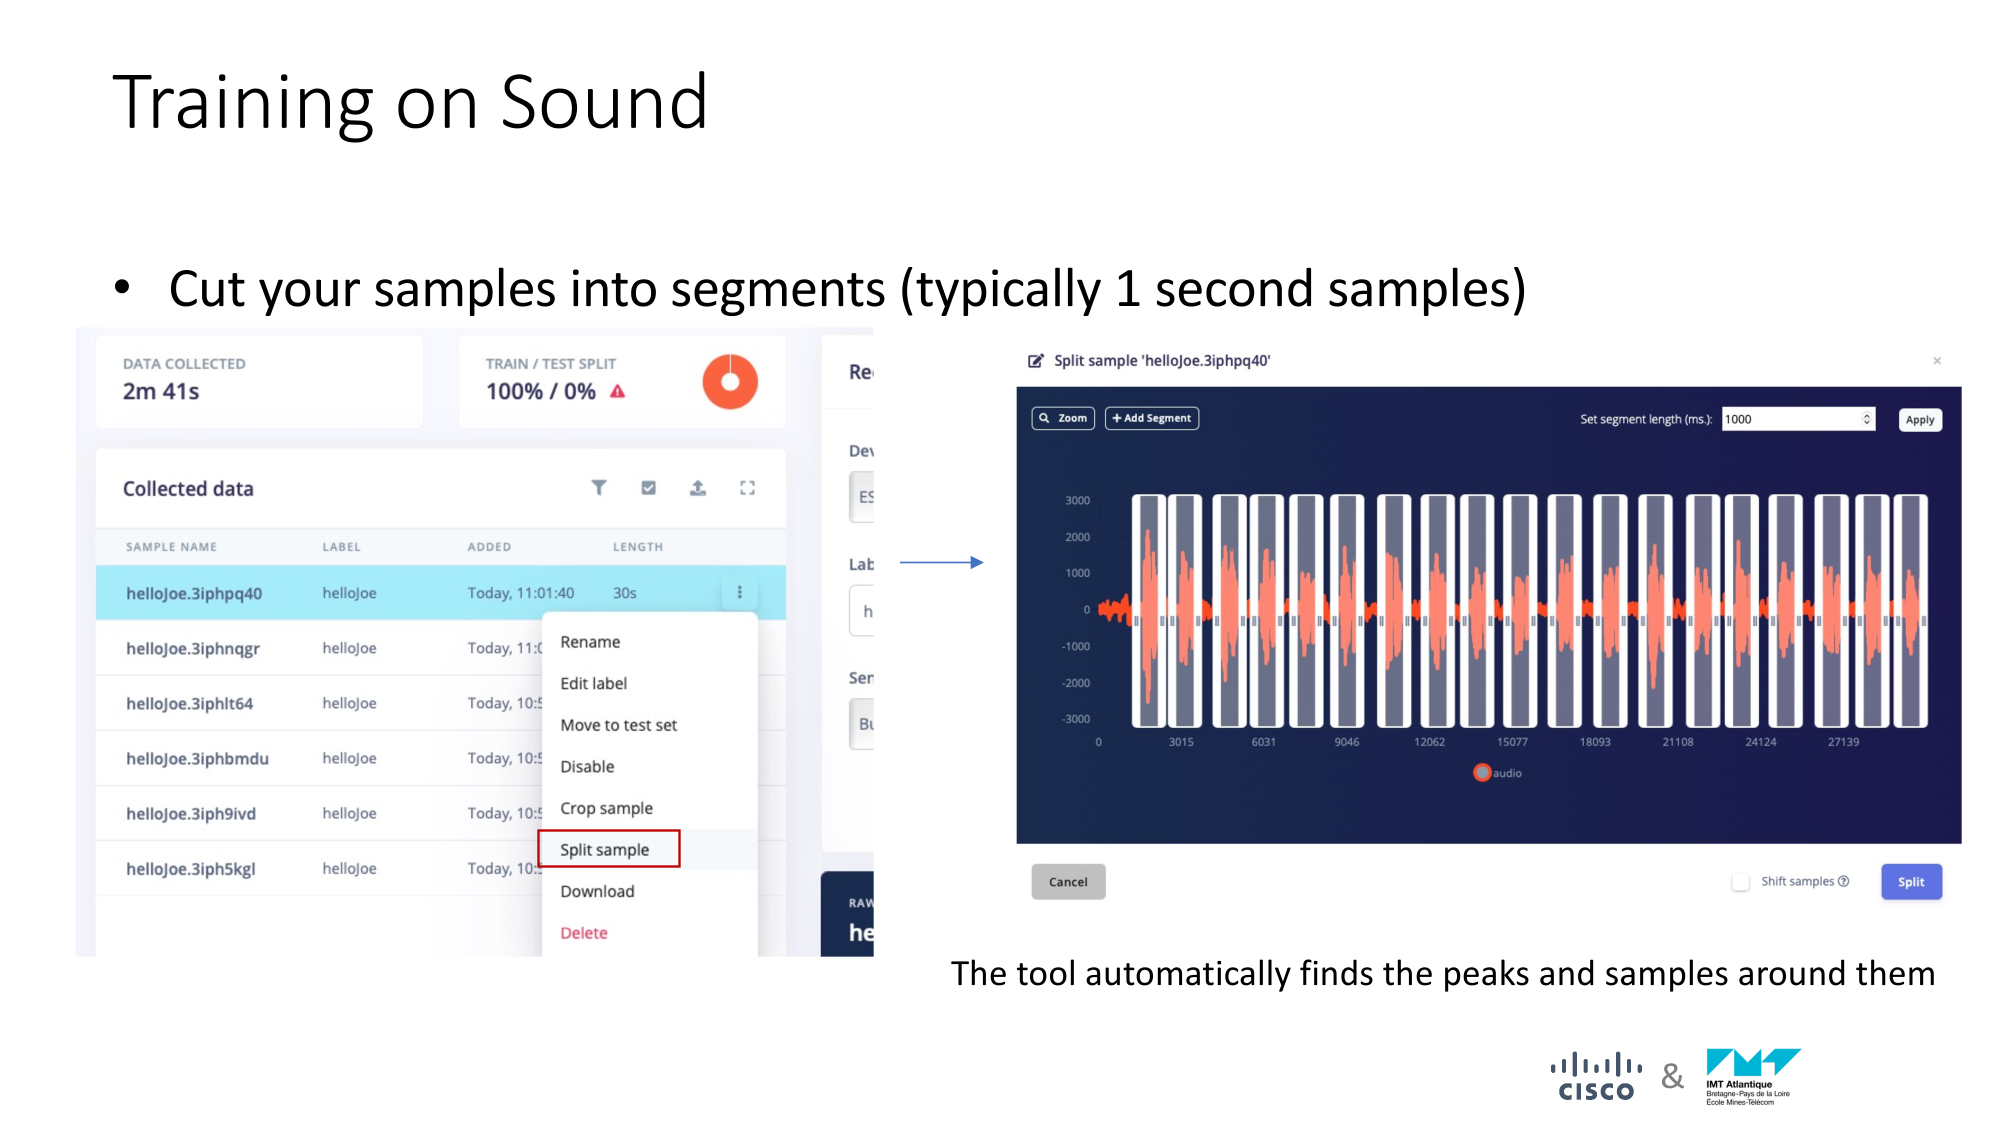 Training on Sound
• Cut your samples into segments (typically 1 second samples)
DATA COLLECTED
2m 41s
TRAIN / TEST SPLIT
100% / 0%
Collected data
SAMPLE NAME LABEL ADDED LENGTH
helloJoe.3iphpq40 helloJoe Today, 11:01:40 30s
helloJoe.3iphnqgr helloJoe Today, 11:0
helloJoe.3iphlt64 helloJoe Today, 10:5
helloJoe.3iphbmdu helloJoe Today, 10:5
helloJoe.3iph9ivd helloJoe Today, 10:5
helloJoe.3iph5kgl helloJoe Today, 10:
Rename
Edit label
Move to test set
Disable
Crop sample
Split sample
Download
Delete
Re
Dev
ES
Lab
h
Sen
Bu
RAW
he
Split sample 'helloJoe.3iphpq40'
×
Zoom
+ Add Segment
Set segment length (ms.): 1000
Apply
3000
2000
1000
0
-1000
-2000
-3000
0 3015 6031 9046 12062 15077 18093 21108 24124 27139
audio
Cancel
Shift samples
Split
The tool automatically finds the peaks and samples around them
CISCO
&
IMT Atlantique
Bretagne-Pays de la Loire
École Mines-Télécom